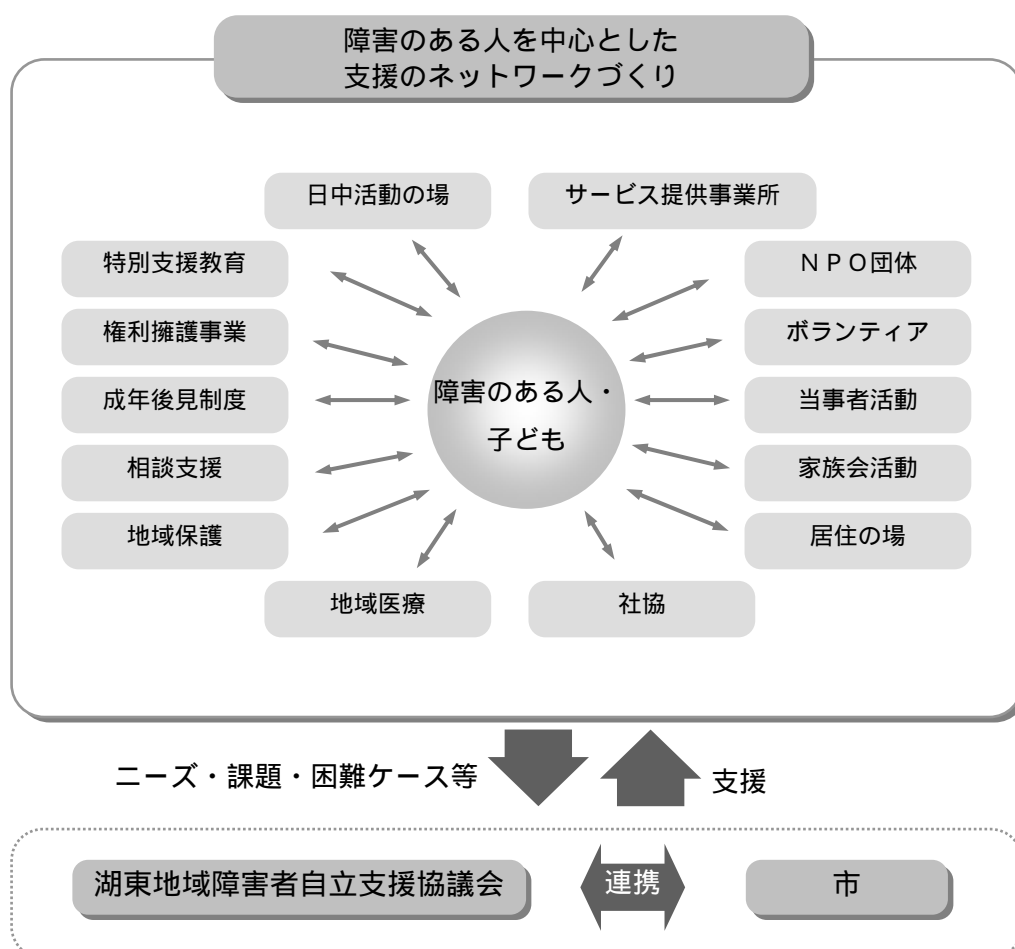 障害のある人を中心とした
支援のネットワークづくり
日中活動の場
サービス提供事業所
特別支援教育
ＮＰＯ団体
権利擁護事業
ボランティア
障害のある人・
子ども
成年後見制度
当事者活動
相談支援
家族会活動
地域保護
居住の場
地域医療
社協
ニーズ・課題・困難ケース等
支援
湖東地域障害者自立支援協議会
連携
市